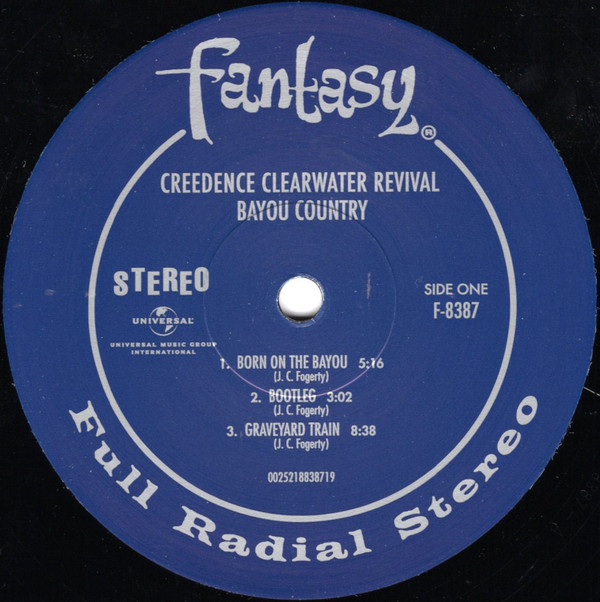 fantasy®
CREEDENCE CLEARWATER REVIVAL
BAYOU COUNTRY
STEREO
UNIVERSAL
UNIVERSAL MUSIC GROUP
INTERNATIONAL
SIDE ONE
F-8387
1. BORN ON THE BAYOU 5:16
(J. C. Fogerty)
2. BOOTLEG 3:02
(J. C. Fogerty)
3. GRAVEYARD TRAIN 8:38
(J. C. Fogerty)
0025218838719
Full Radial Stereo